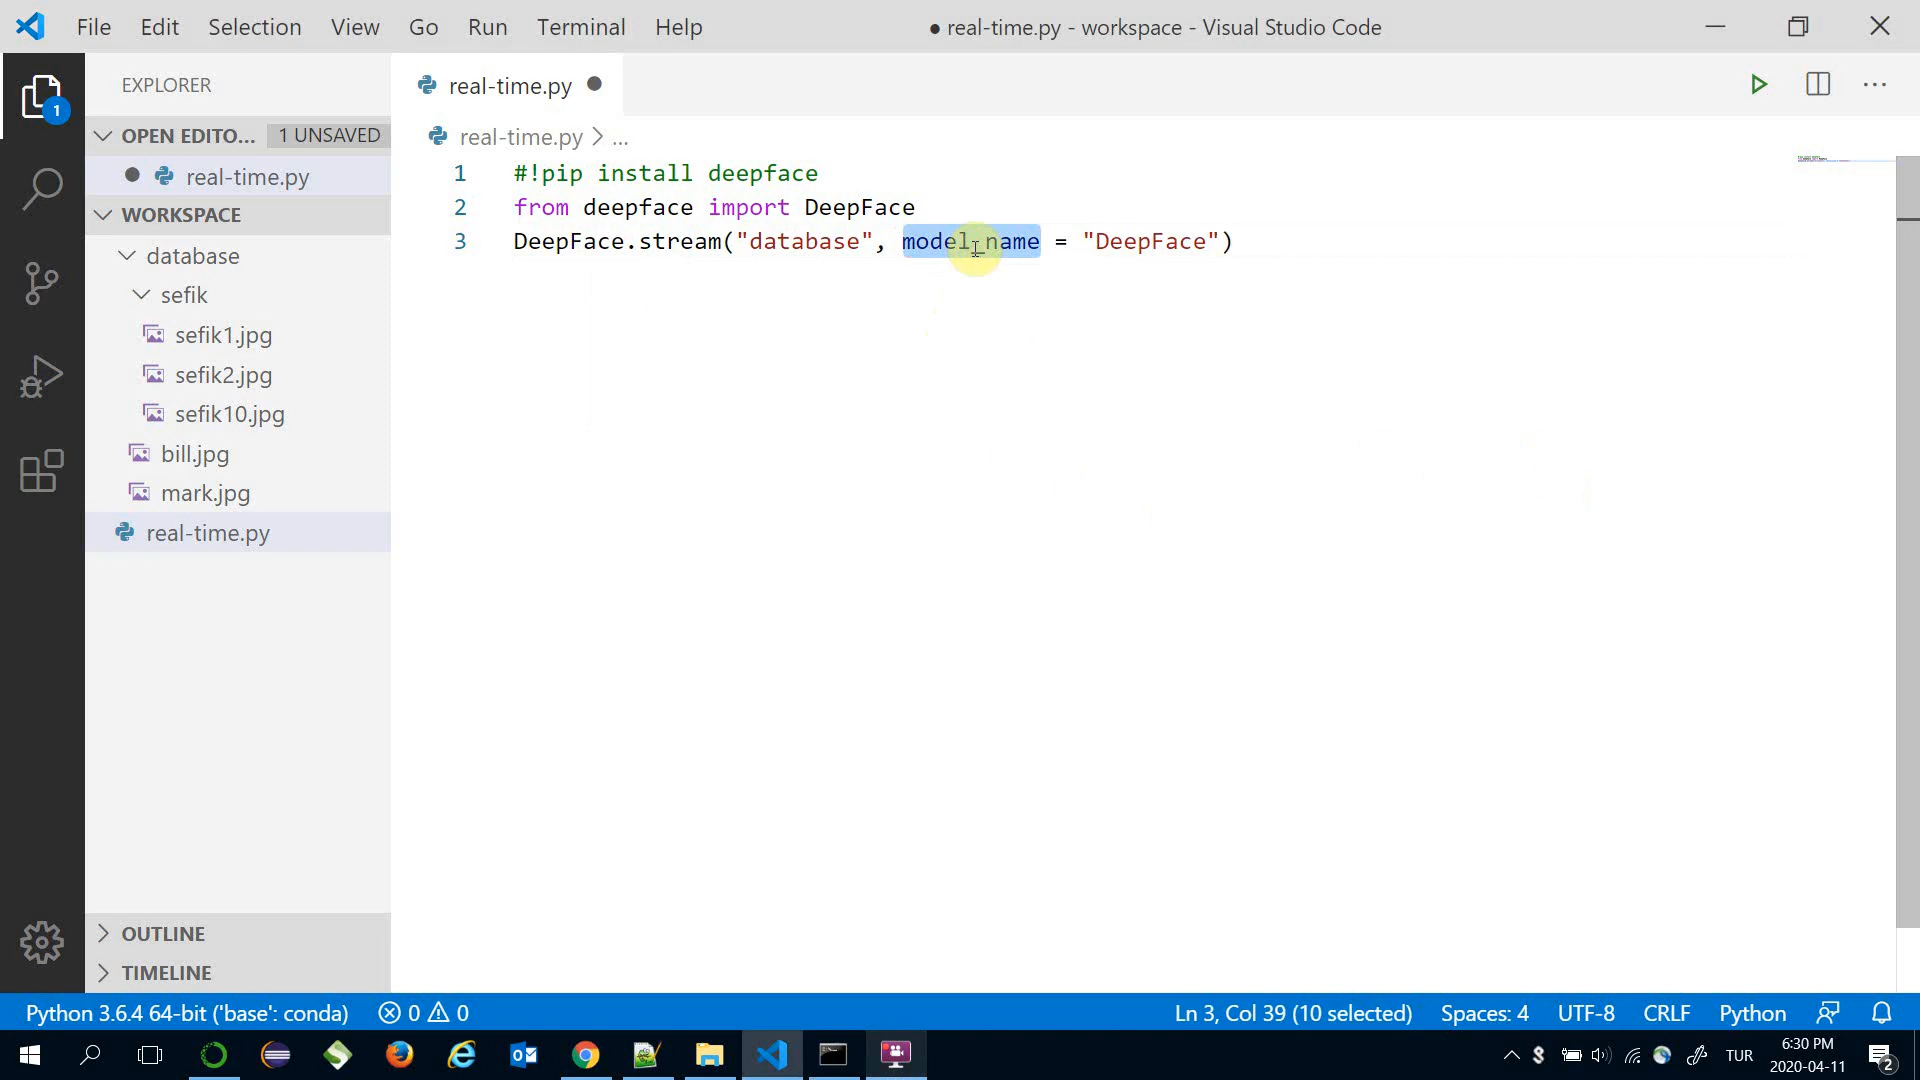 File Edit Selection View Go Run Terminal Help
● real-time.py - workspace - Visual Studio Code
EXPLORER
real-time.py
1
OPEN EDITO... 1 UNSAVED
real-time.py > ...
real-time.py
1 #!pip install deepface
2 from deepface import DeepFace
3 DeepFace.stream("database", model_name = "DeepFace")
WORKSPACE
database
sefik
sefik1.jpg
sefik2.jpg
sefik10.jpg
bill.jpg
mark.jpg
real-time.py
OUTLINE
TIMELINE
Python 3.6.4 64-bit ('base': conda) 0 0 Ln 3, Col 39 (10 selected) Spaces: 4 UTF-8 CRLF Python
TUR
6:30 PM
2020-04-11
2